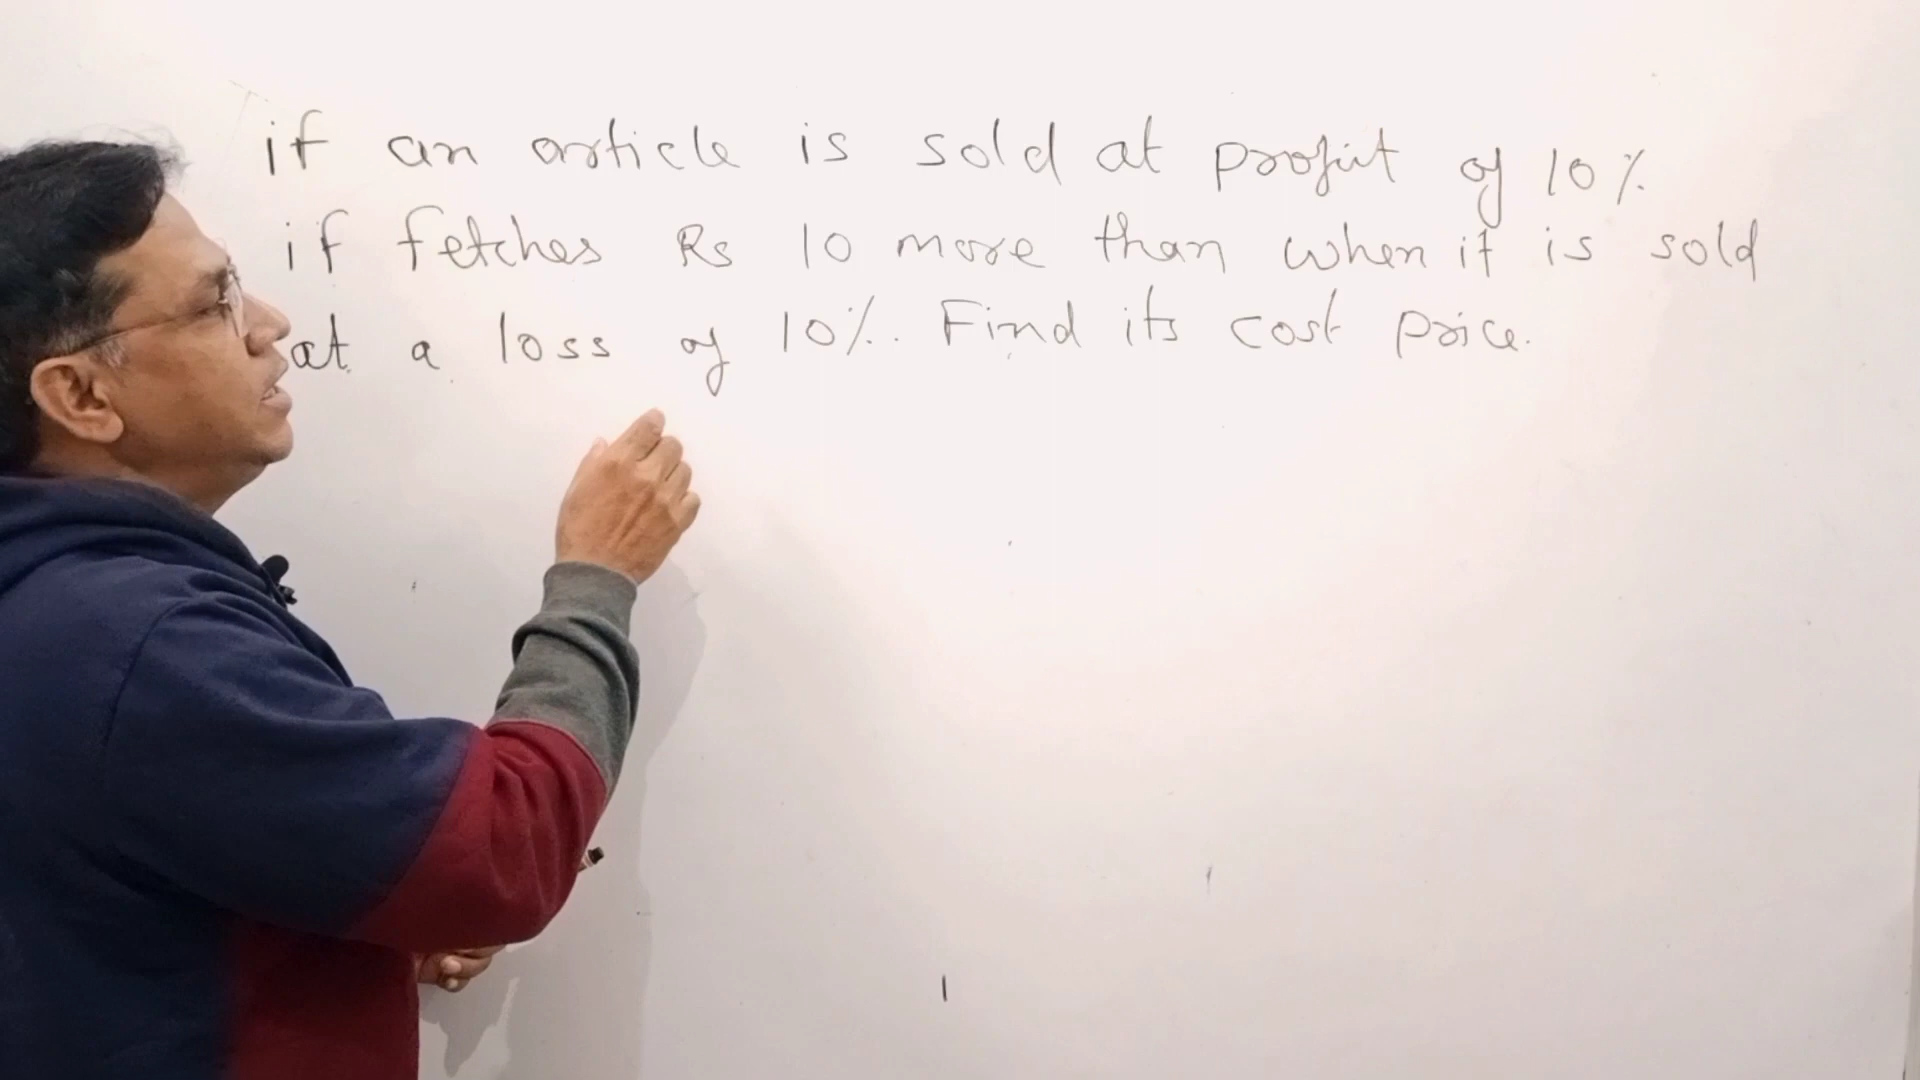 if an article is sold at profit of 10%
if fetches Rs 10 more than when it is sold
at a loss of 10%. Find its cost price.